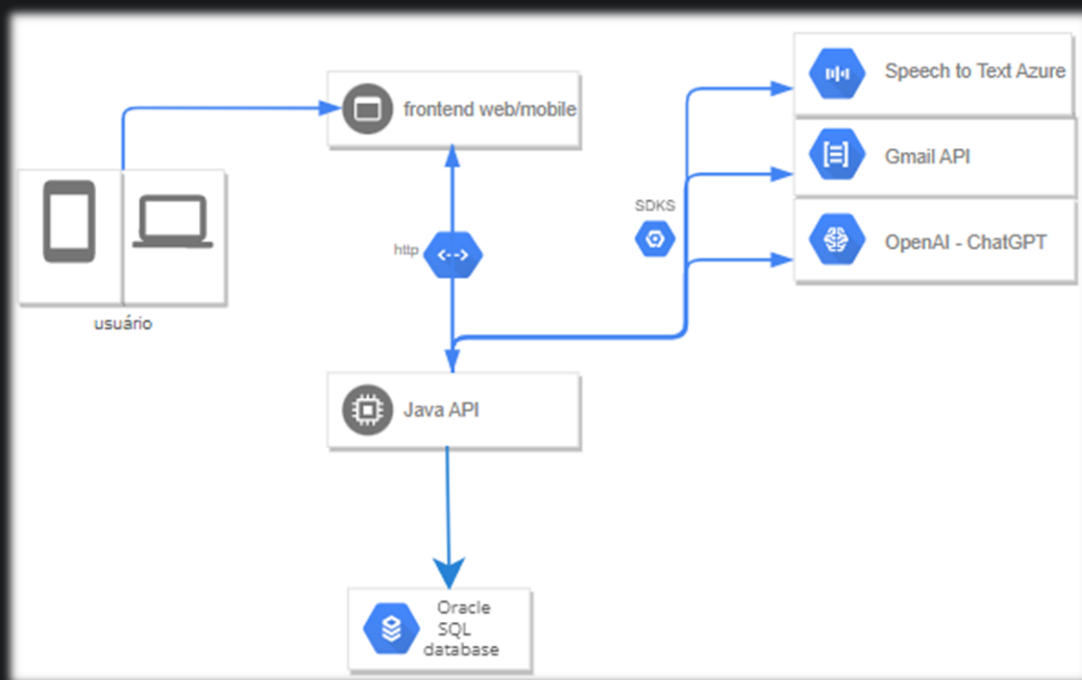 Speech to Text Azure
frontend web/mobile
Gmail API
SDKS
OpenAI - ChatGPT
http
usuário
Java API
Oracle
SQL
database